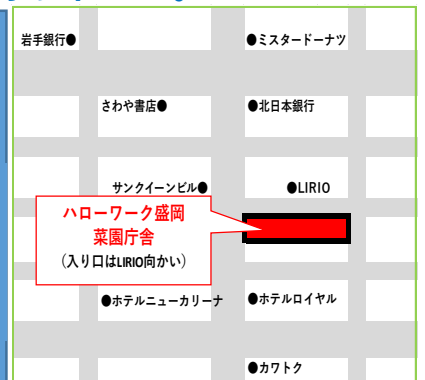 岩手銀行●
●ミスタードーナツ
さわや書店●
●北日本銀行
サンクイーンビル●
●LIRIO
ハローワーク盛岡
菜園庁舎
（入り口はLIRIO向かい）
●ホテルニューカリーナ
●ホテルロイヤル
●カワトク